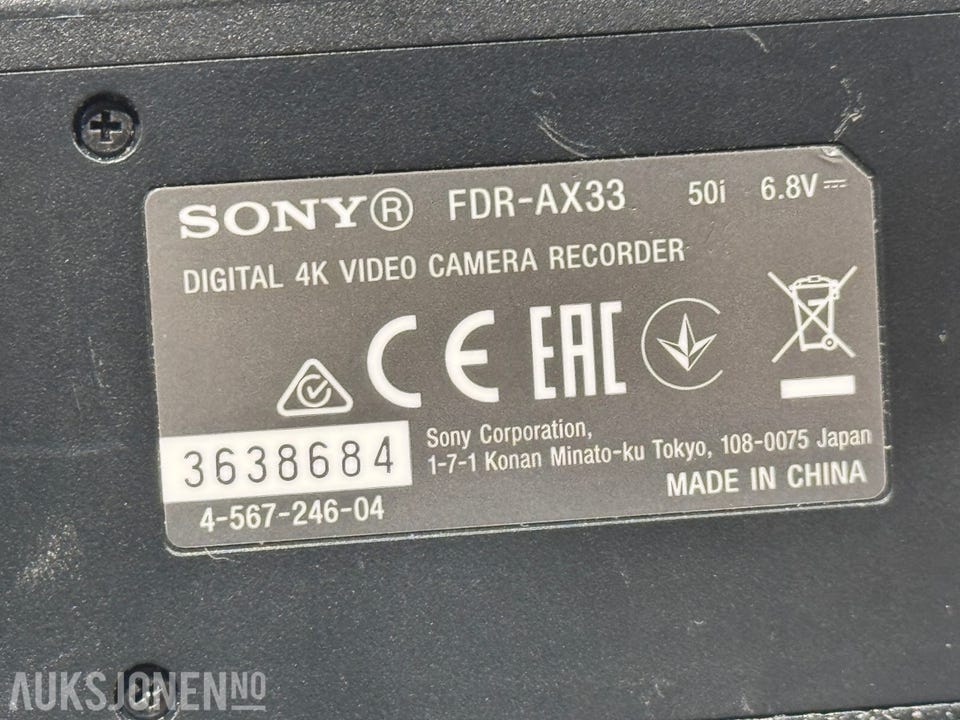 SONY® FDR-AX33 50i 6.8V
DIGITAL 4K VIDEO CAMERA RECORDER
CE EAC
3638684
Sony Corporation,
1-7-1 Konan Minato-ku Tokyo, 108-0075 Japan
4-567-246-04
MADE IN CHINA
AUKSJONEN.NO